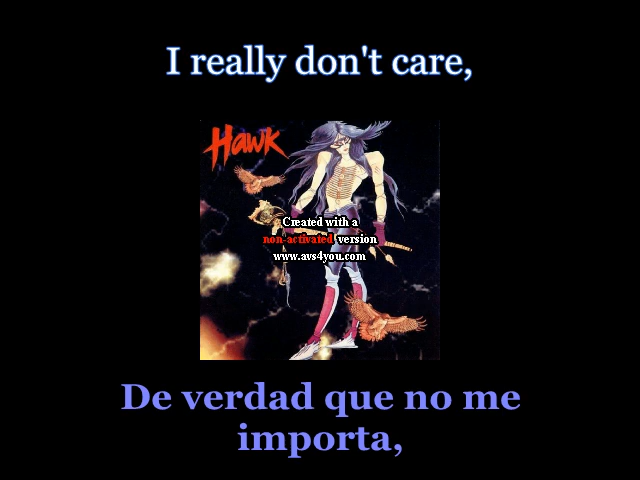 I really don't care,
Hawk
Created with a
non-activated version
www.avs4you.com
De verdad que no me
importa,